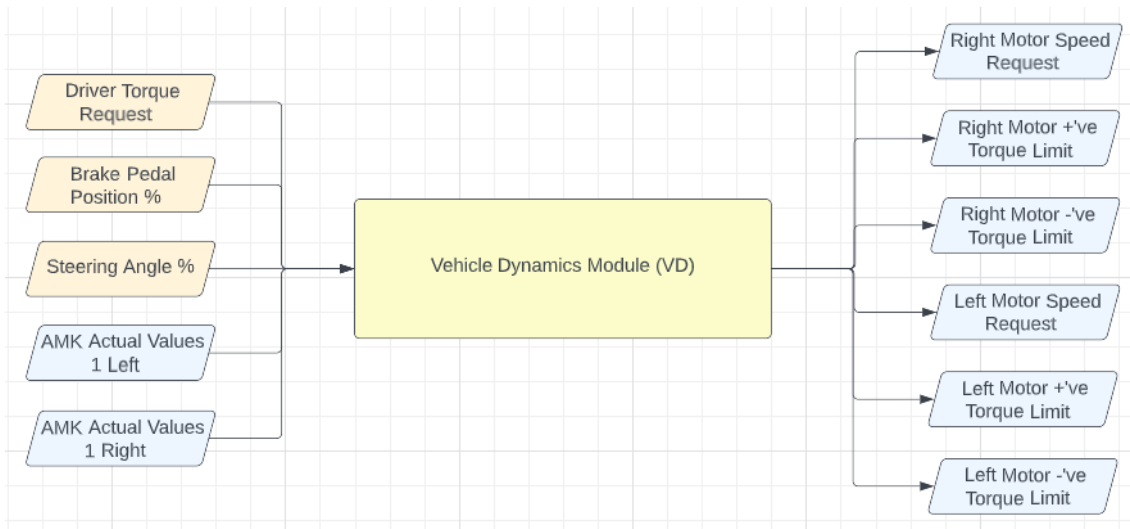 Driver Torque
Request
Brake Pedal
Position %
Steering Angle %
AMK Actual Values
1 Left
AMK Actual Values
1 Right
Vehicle Dynamics Module (VD)
Right Motor Speed
Request
Right Motor +'ve
Torque Limit
Right Motor -'ve
Torque Limit
Left Motor Speed
Request
Left Motor +'ve
Torque Limit
Left Motor -'ve
Torque Limit